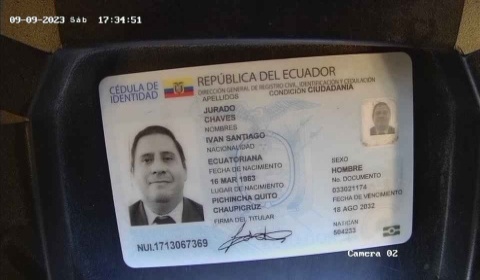 09-09-2023 Sáb 17:34:51
CÉDULA DE
IDENTIDAD
REPÚBLICA DEL ECUADOR
DIRECCIÓN GENERAL DE REGISTRO CIVIL, IDENTIFICACIÓN Y CEDULACIÓN
APELLIDOS
CONDICIÓN CIUDADANÍA
JURADO
CHAVES
NOMBRES
IVAN SANTIAGO
NACIONALIDAD
ECUATORIANA
FECHA DE NACIMIENTO
16 MAR 1983
LUGAR DE NACIMIENTO
PICHINCHA QUITO
CHAUPICRUZ
FIRMA DEL TITULAR
SEXO
HOMBRE
No. DOCUMENTO
033021174
FECHA DE VENCIMIENTO
18 AGO 2032
NAT/CAN
564233
NUI.1713067369
Camera 02